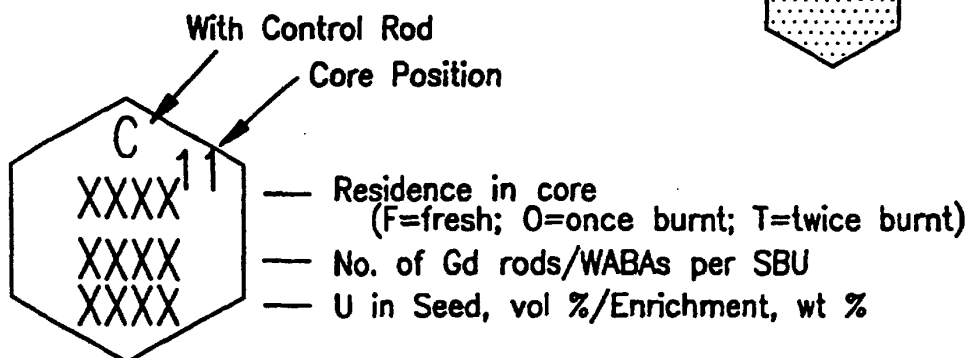 With Control Rod
Core Position
C
11
XXXX — Residence in core
(F=fresh; O=once burnt; T=twice burnt)
XXXX — No. of Gd rods/WABAs per SBU
XXXX — U in Seed, vol %/Enrichment, wt %